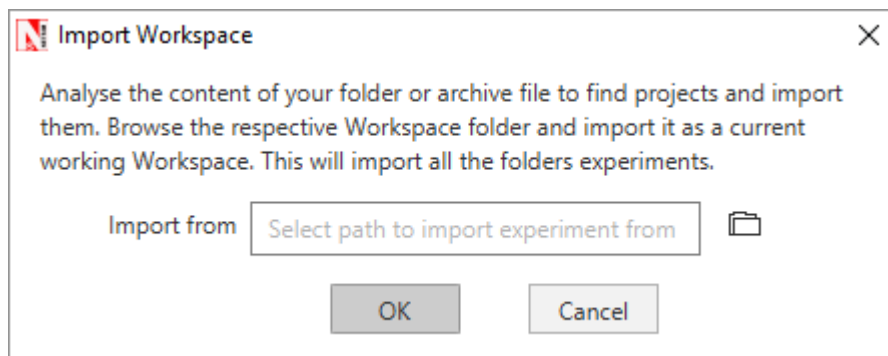 Import Workspace
Analyse the content of your folder or archive file to find projects and import
them. Browse the respective Workspace folder and import it as a current
working Workspace. This will import all the folders experiments.
Import from Select path to import experiment from
OK Cancel